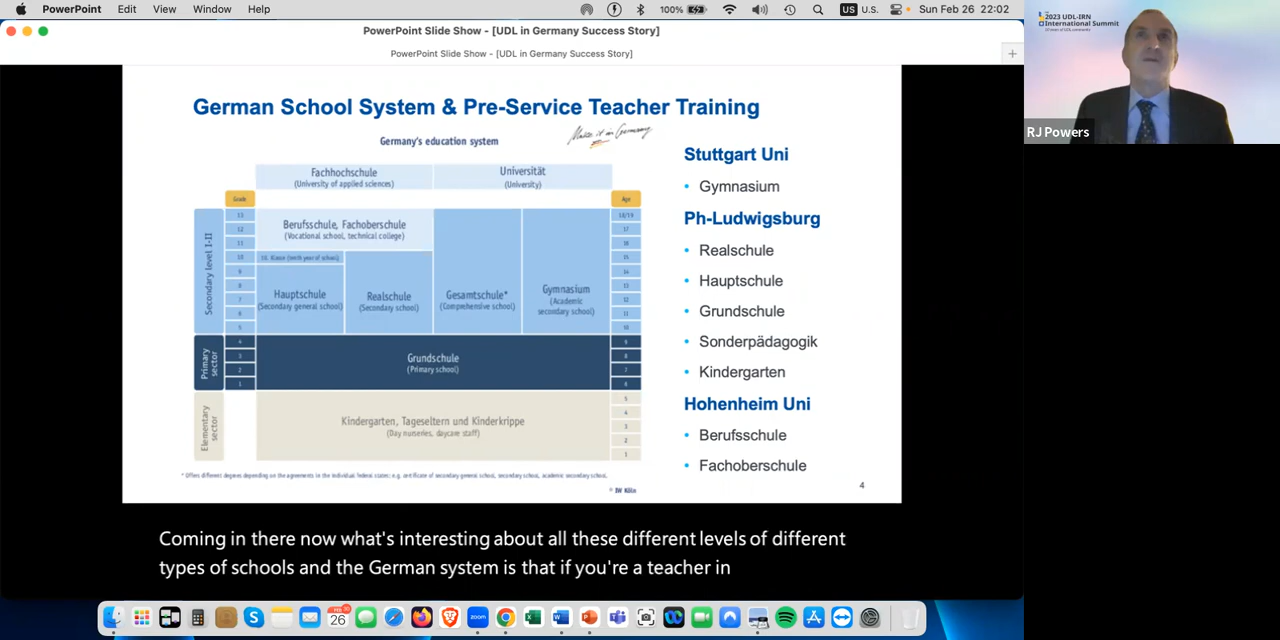 PowerPoint Edit View Window Help 100% US U.S. Sun Feb 26 22:02
PowerPoint Slide Show - [UDL in Germany Success Story]
PowerPoint Slide Show - [UDL in Germany Success Story]
German School System & Pre-Service Teacher Training
Germany's education system
Make it in Germany
Fachhochschule
(University of applied sciences)
Universität
(University)
Grade
Age
Secondary level I-II
13
12
11
10
9
8
7
6
5
Berufsschule, Fachoberschule
(Vocational school, technical college)
10. Klasse (tenth year of school)
Hauptschule
(Secondary general school)
Realschule
(Secondary school)
Gesamtschule*
(Comprehensive school)
Gymnasium
(Academic
secondary school)
18/19
17
16
15
14
13
12
11
10
Primary
sector
4
3
2
1
Grundschule
(Primary school)
9
8
7
6
Elementary
sector
Kindergarten, Tageseltern und Kinderkrippe
(Day nurseries, daycare staff)
5
4
3
2
1
* Offers different degrees depending on the agreements in the individual federal states: e.g. certificate of secondary general school, secondary school, academic secondary school.
© IW Köln
Stuttgart Uni
• Gymnasium
Ph-Ludwigsburg
• Realschule
• Hauptschule
• Grundschule
• Sonderpädagogik
• Kindergarten
Hohenheim Uni
• Berufsschule
• Fachoberschule
4
Coming in there now what's interesting about all these different levels of different
types of schools and the German system is that if you're a teacher in
2023 UDL-IRN
International Summit
RJ Powers
26
zoom